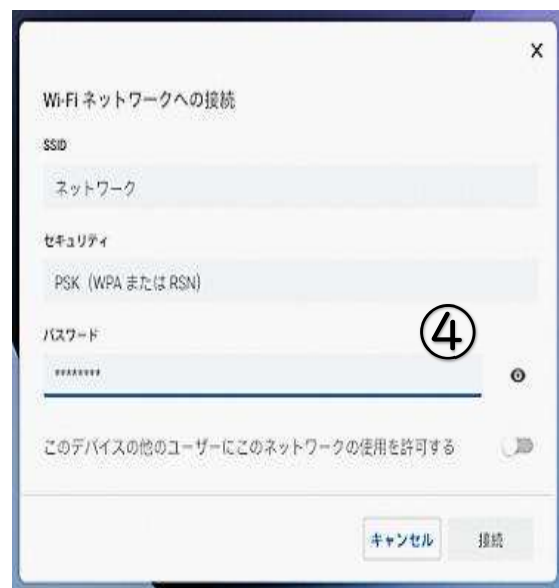 X
Wi-Fi ネットワークへの接続
SSID
ネットワーク
セキュリティ
PSK (WPA または RSN)
パスワード
④
********
このデバイスの他のユーザーにこのネットワークの使用を許可する
キャンセル 接続